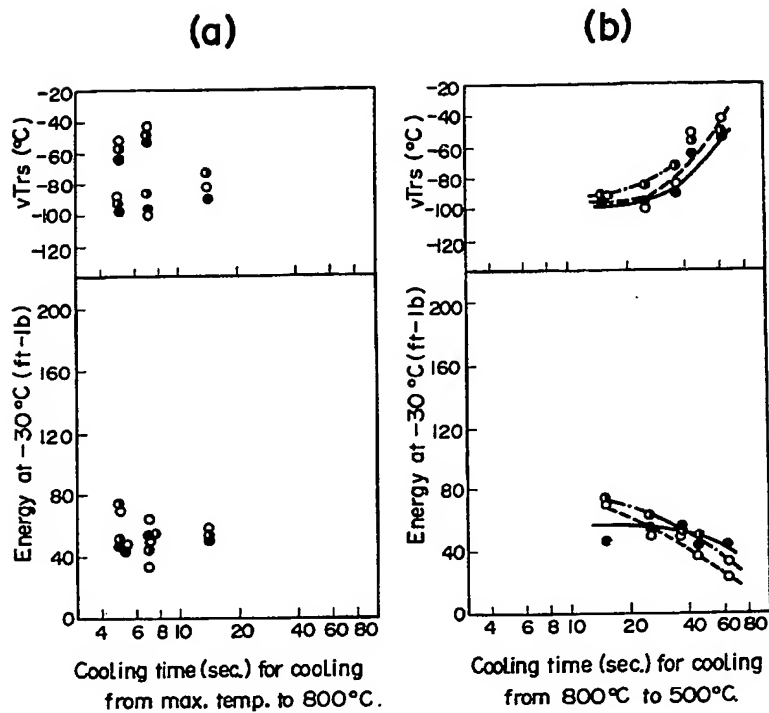 (a)
(b)
vTrs (°C)
-20
-40
-60
-80
-100
-120
vTrs (°C)
-20
-40
-60
-80
-100
-120
Energy at -30°C (ft-lb)
200
160
120
80
40
0
Energy at -30°C (ft-lb)
200
160
120
80
40
0
4 6 8 10 20 40 60 80
4 6 8 10 20 40 60 80
Cooling time (sec.) for cooling
from max. temp. to 800°C.
Cooling time (sec.) for cooling
from 800°C to 500°C.